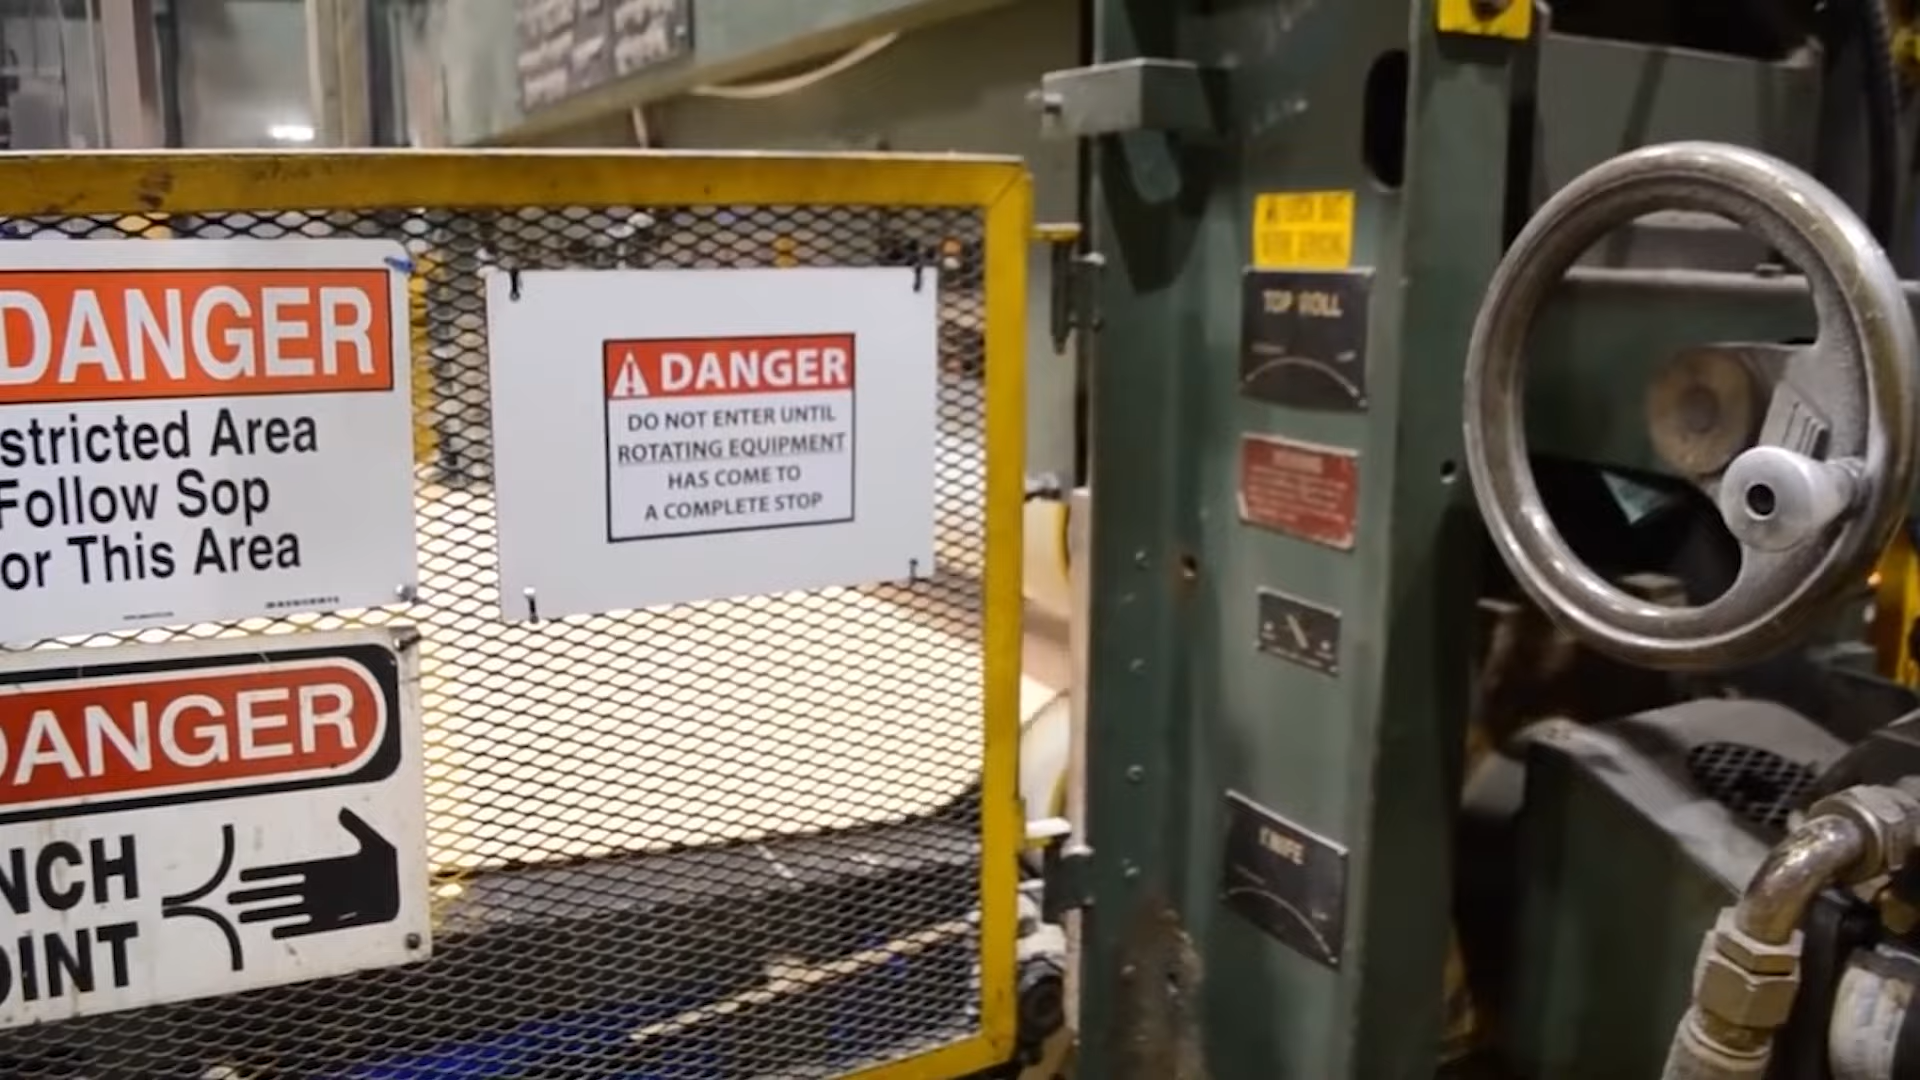 DANGER
stricted Area
Follow Sop
or This Area
DANGER
DO NOT ENTER UNTIL
ROTATING EQUIPMENT
HAS COME TO
A COMPLETE STOP
DANGER
NCH
OINT
TOP ROLL
KNIFE